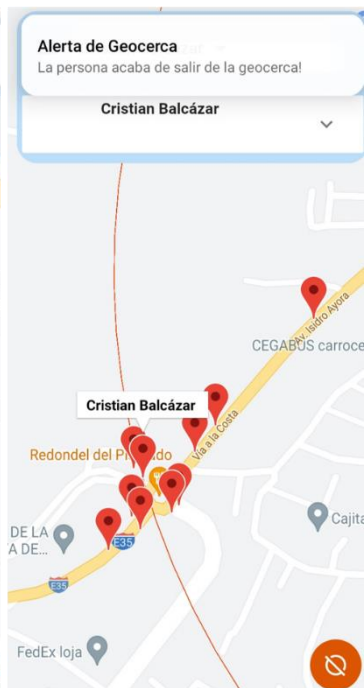 Alerta de Geocerca
La persona acaba de salir de la geocerca!
Cristian Balcázar
Av. Isidro Ayora
CEGABUS carroce
Cristian Balcázar
Vía a la Costa
Redondel del P
do
DE LA
A DE...
E35
Cajita
E35
FedEx loja